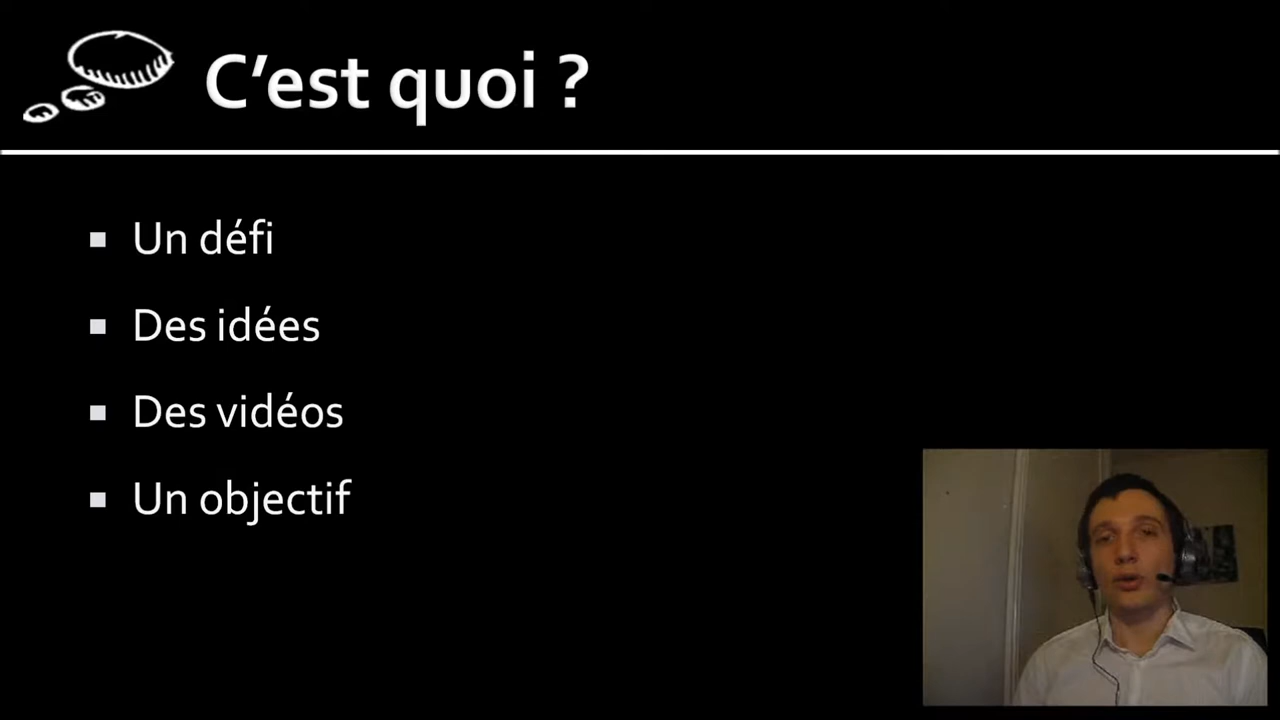 C'est quoi ?
Un défi
Des idées
Des vidéos
Un objectif